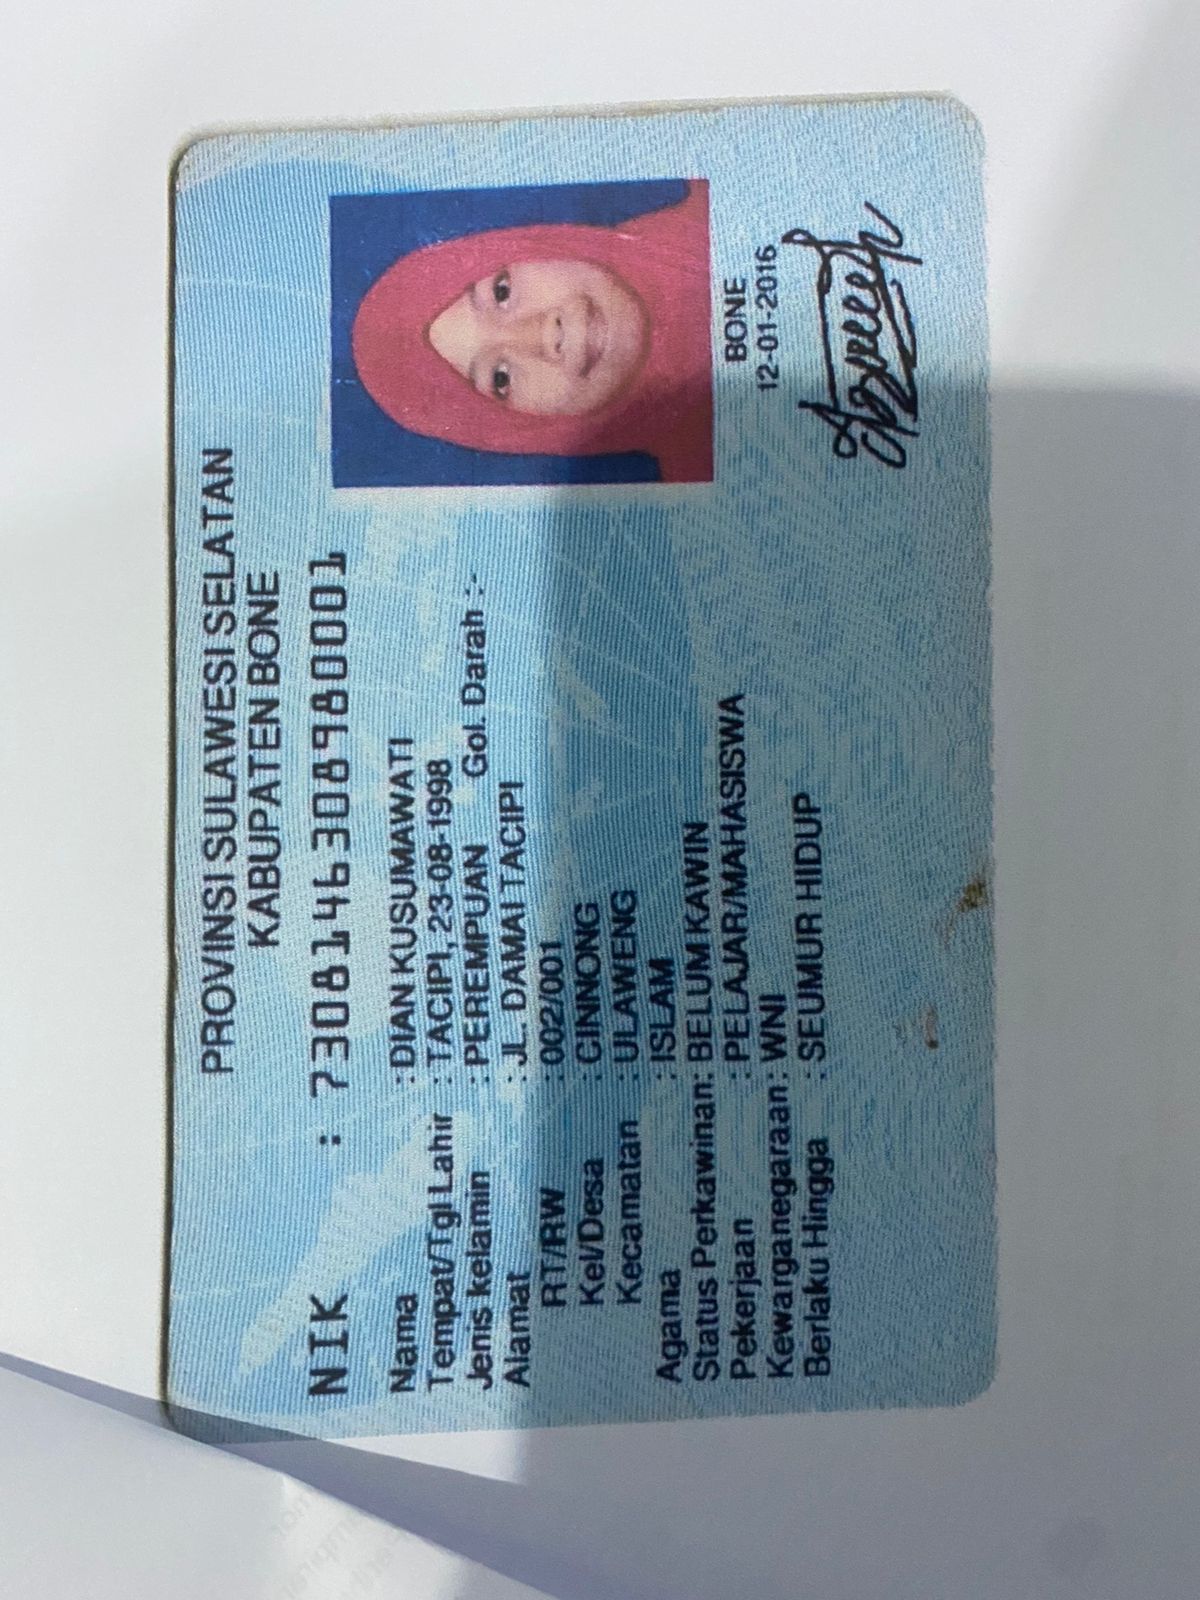 PROVINSI SULAWESI SELATAN
KABUPATEN BONE
NIK : 7308146308980001
Nama : DIAN KUSUMAWATI
Tempat/Tgl Lahir : TACIPI, 23-08-1998
Jenis kelamin : PEREMPUAN Gol. Darah :-
Alamat : JL. DAMAI TACIPI
RT/RW : 002/001
Kel/Desa : CINNONG
Kecamatan : ULAWENG
Agama : ISLAM
Status Perkawinan: BELUM KAWIN
Pekerjaan : PELAJAR/MAHASISWA
Kewarganegaraan: WNI
Berlaku Hingga : SEUMUR HIDUP
BONE
12-01-2016